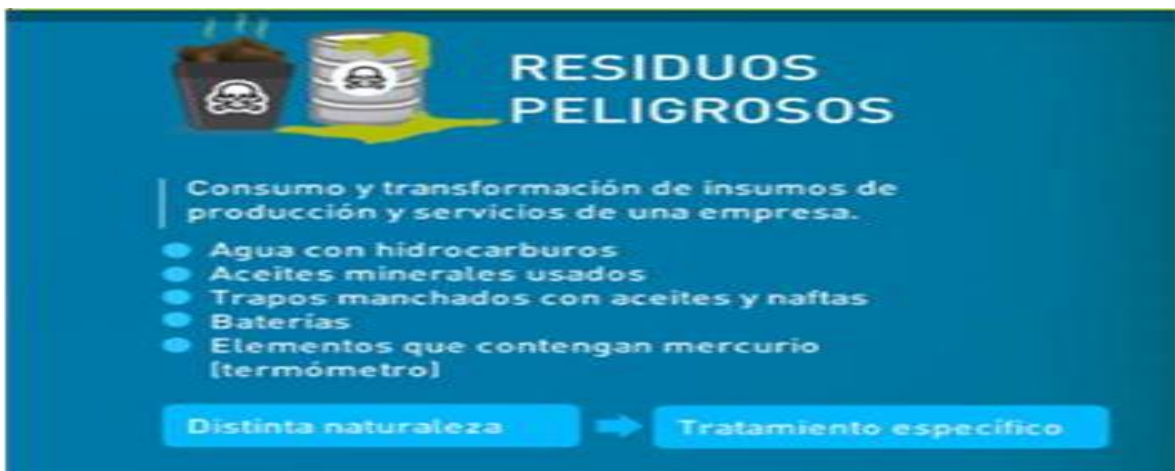 RESIDUOS
PELIGROSOS
Consumo y transformación de insumos de
producción y servicios de una empresa.
Agua con hidrocarburos
Aceites minerales usados
Trapos manchados con aceites y naftas
Baterías
Elementos que contengan mercurio
[termómetro]
Distinta naturaleza
Tratamiento específico